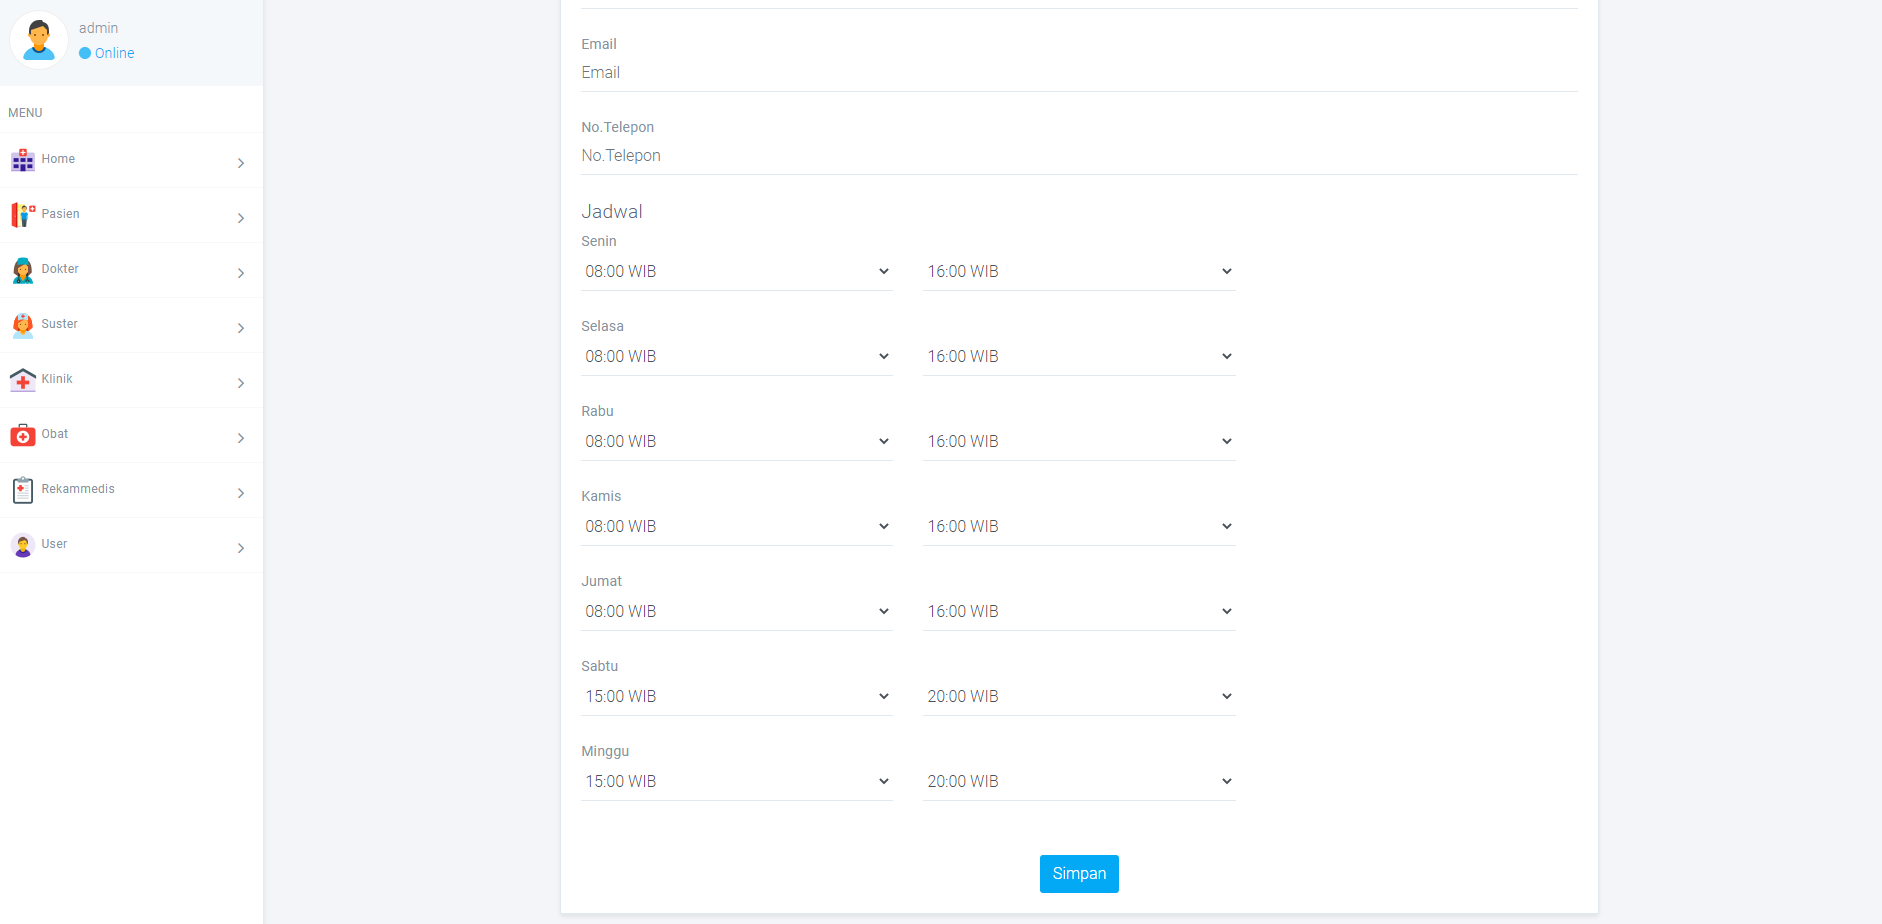 admin
Online
MENU
Home
Pasien
Dokter
Suster
Klinik
Obat
Rekammedis
User
Email
Email
No.Telepon
No.Telepon
Jadwal
Senin
08:00 WIB 16:00 WIB
Selasa
08:00 WIB 16:00 WIB
Rabu
08:00 WIB 16:00 WIB
Kamis
08:00 WIB 16:00 WIB
Jumat
08:00 WIB 16:00 WIB
Sabtu
15:00 WIB 20:00 WIB
Minggu
15:00 WIB 20:00 WIB
Simpan